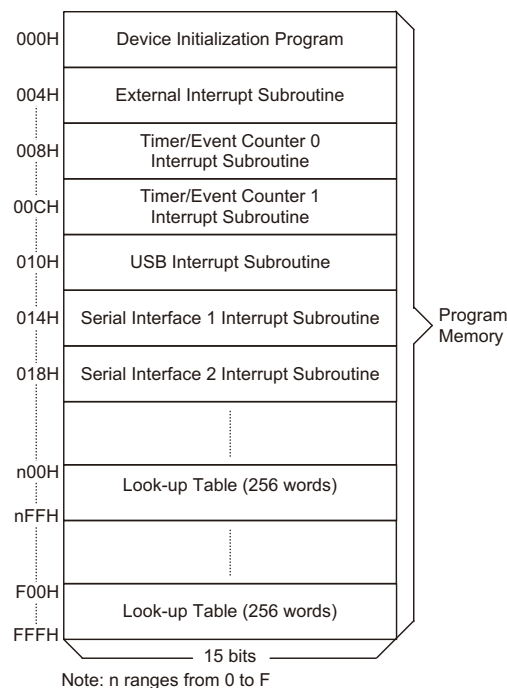 000H
Device Initialization Program
004H
External Interrupt Subroutine
008H
Timer/Event Counter 0
Interrupt Subroutine
00CH
Timer/Event Counter 1
Interrupt Subroutine
010H
USB Interrupt Subroutine
014H
Serial Interface 1 Interrupt Subroutine
018H
Serial Interface 2 Interrupt Subroutine
Program
Memory
n00H
Look-up Table (256 words)
nFFH
F00H
Look-up Table (256 words)
FFFH
15 bits
Note: n ranges from 0 to F